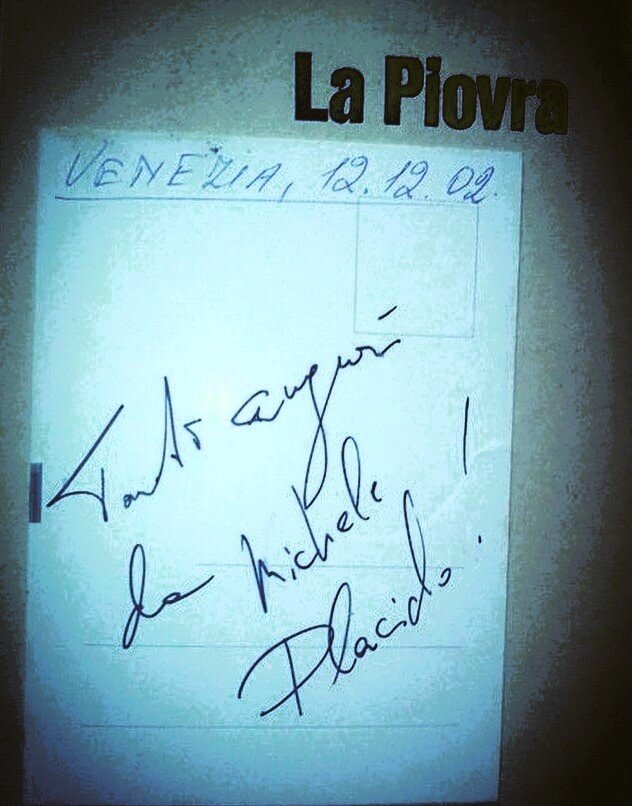 La Piovra
VENEZIA, 12.12.02.
Tanti auguri
da Michele !
Placido.